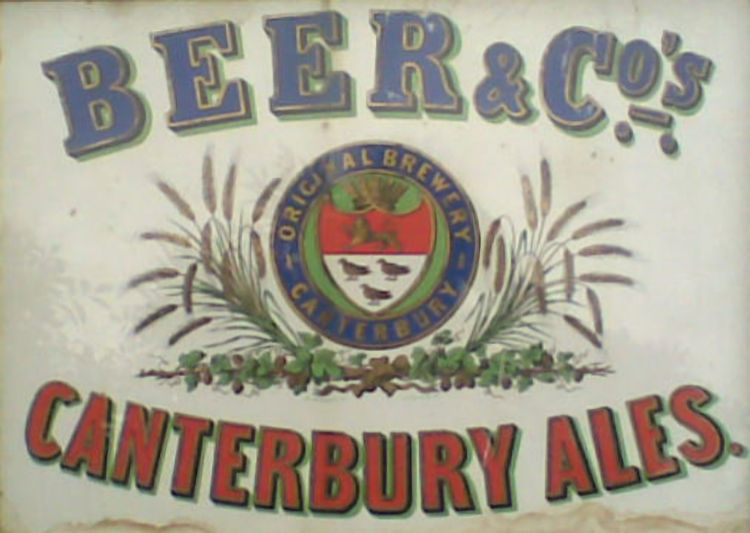 BEER & Co's
ORIGINAL BREWERY
CANTERBURY
CANTERBURY ALES.